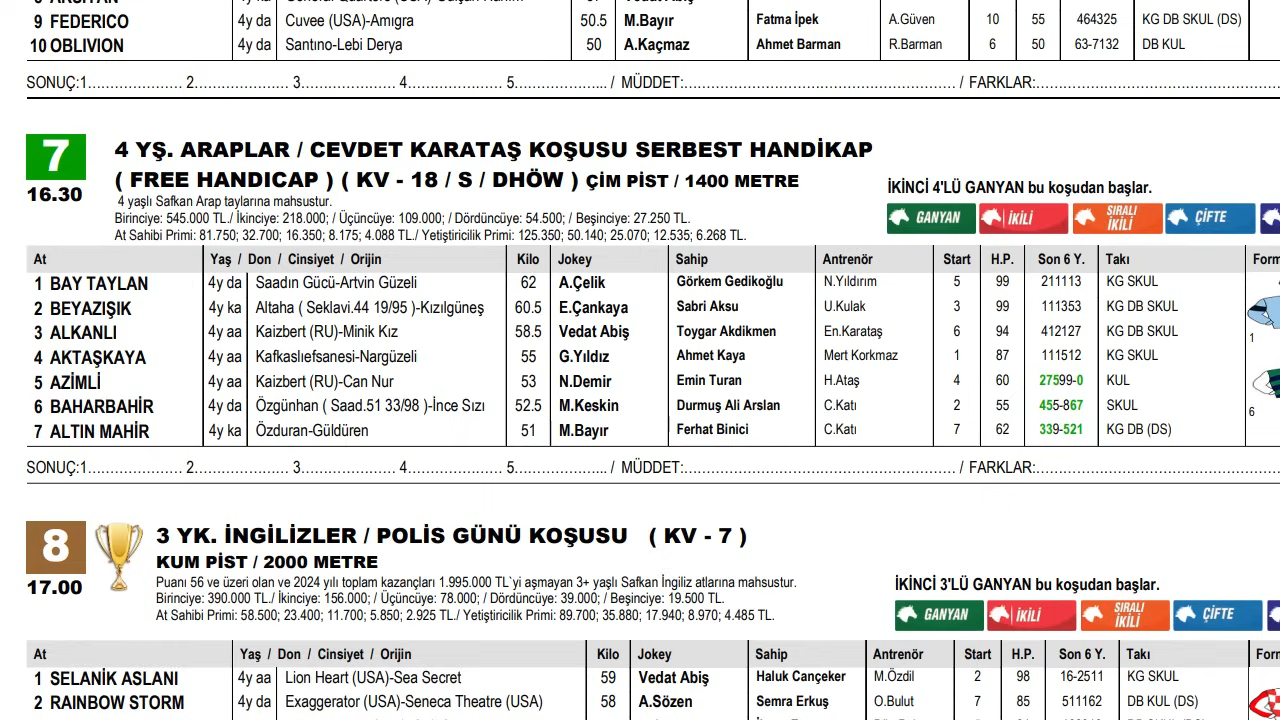 9 FEDERICO 4y ka Cuvee (USA)-Amıgra 50.5 M.Bayır Fatma İpek A.Güven 10 55 464325 KG DB SKUL (DS)
10 OBLIVION 4y da Santıno-Lebi Derya 50 A.Kaçmaz Ahmet Barman R.Barman 6 50 63-7132 DB KUL
SONUÇ:1...................... 2....................... 3....................... 4....................... 5...................... / MÜDDET:................................................................. / FARKLAR:..........................................................
7
16.30
4 YŞ. ARAPLAR / CEVDET KARATAŞ KOŞUSU SERBEST HANDİKAP
( FREE HANDICAP ) ( KV - 18 / S / DHÖW ) ÇİM PİST / 1400 METRE
4 yaşlı Safkan Arap taylarına mahsustur.
Birinciye: 545.000 TL./ İkinciye: 218.000; / Üçüncüye: 109.000; / Dördüncüye: 54.500; / Beşinciye: 27.250 TL.
At Sahibi Primi: 81.750; 32.700; 16.350; 8.175; 4.088 TL./ Yetiştiricilik Primi: 125.350; 50.140; 25.070; 12.535; 6.268 TL.
İKİNCİ 4'LÜ GANYAN bu koşudan başlar.
GANYAN İKİLİ SIRALI İKİLİ ÇİFTE
At Yaş / Don / Cinsiyet / Orijin Kilo Jokey Sahip Antrenör Start H.P. Son 6 Y. Takı Form
1 BAY TAYLAN 4y da Saadın Gücü-Artvin Güzeli 62 A.Çelik Görkem Gedikoğlu N.Yıldırım 5 99 211113 KG SKUL
2 BEYAZIŞIK 4y ka Altaha ( Seklavi.44 19/95 )-Kızılgüneş 60.5 E.Çankaya Sabri Aksu U.Kulak 3 99 111353 KG DB SKUL
3 ALKANLI 4y aa Kaizbert (RU)-Minik Kız 58.5 Vedat Abiş Toygar Akdikmen En.Karataş 6 94 412127 KG DB SKUL
1
4 AKTAŞKAYA 4y aa Kafkaslıefsanesi-Nargüzeli 55 G.Yıldız Ahmet Kaya Mert Korkmaz 1 87 111512 KG SKUL
5 AZİMLİ 4y aa Kaizbert (RU)-Can Nur 53 N.Demir Emin Turan H.Ataş 4 60 27599-0 KUL
6 BAHARBAHİR 4y da Özgünhan ( Saad.51 33/98 )-İnce Sızı 52.5 M.Keskin Durmuş Ali Arslan C.Katı 2 55 455-867 SKUL
6
7 ALTIN MAHİR 4y ka Özduran-Güldüren 51 M.Bayır Ferhat Binici C.Katı 7 62 339-521 KG DB (DS)
SONUÇ:1...................... 2....................... 3....................... 4....................... 5...................... / MÜDDET:................................................................. / FARKLAR:..........................................................
8
17.00
3 YK. İNGİLİZLER / POLİS GÜNÜ KOŞUSU ( KV - 7 )
KUM PİST / 2000 METRE
Puanı 56 ve üzeri olan ve 2024 yılı toplam kazançları 1.995.000 TL`yi aşmayan 3+ yaşlı Safkan İngiliz atlarına mahsustur.
Birinciye: 390.000 TL./ İkinciye: 156.000; / Üçüncüye: 78.000; / Dördüncüye: 39.000; / Beşinciye: 19.500 TL.
At Sahibi Primi: 58.500; 23.400; 11.700; 5.850; 2.925 TL./ Yetiştiricilik Primi: 89.700; 35.880; 17.940; 8.970; 4.485 TL.
İKİNCİ 3'LÜ GANYAN bu koşudan başlar.
GANYAN İKİLİ SIRALI İKİLİ ÇİFTE
At Yaş / Don / Cinsiyet / Orijin Kilo Jokey Sahip Antrenör Start H.P. Son 6 Y. Takı Form
1 SELANİK ASLANI 4y aa Lion Heart (USA)-Sea Secret 59 Vedat Abiş Haluk Cançeker M.Özdil 2 98 16-2511 KG SKUL
2 RAINBOW STORM 4y aa Exaggerator (USA)-Seneca Theatre (USA) 58 A.Sözen Semra Erkuş O.Bulut 7 85 511162 DB KUL (DS)